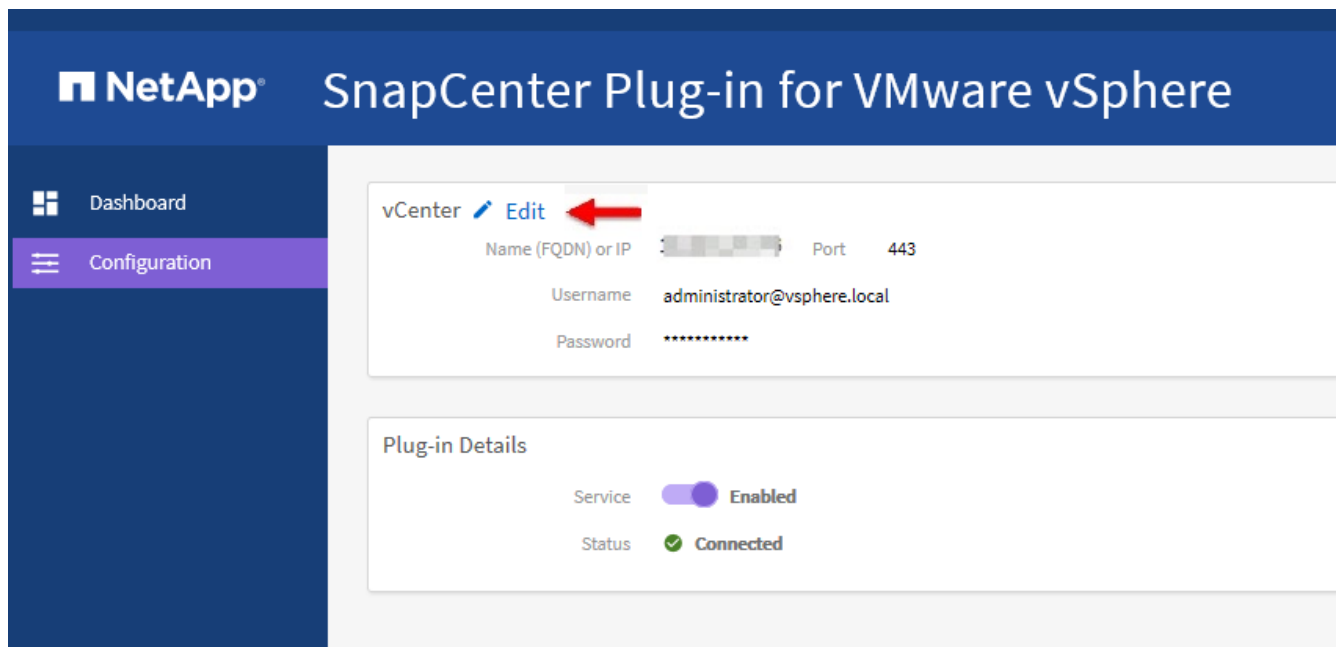 NetApp® SnapCenter Plug-in for VMware vSphere
Dashboard
Configuration
vCenter Edit
Name (FQDN) or IP Port 443
Username administrator@vsphere.local
Password ***********
Plug-in Details
Service Enabled
Status Connected